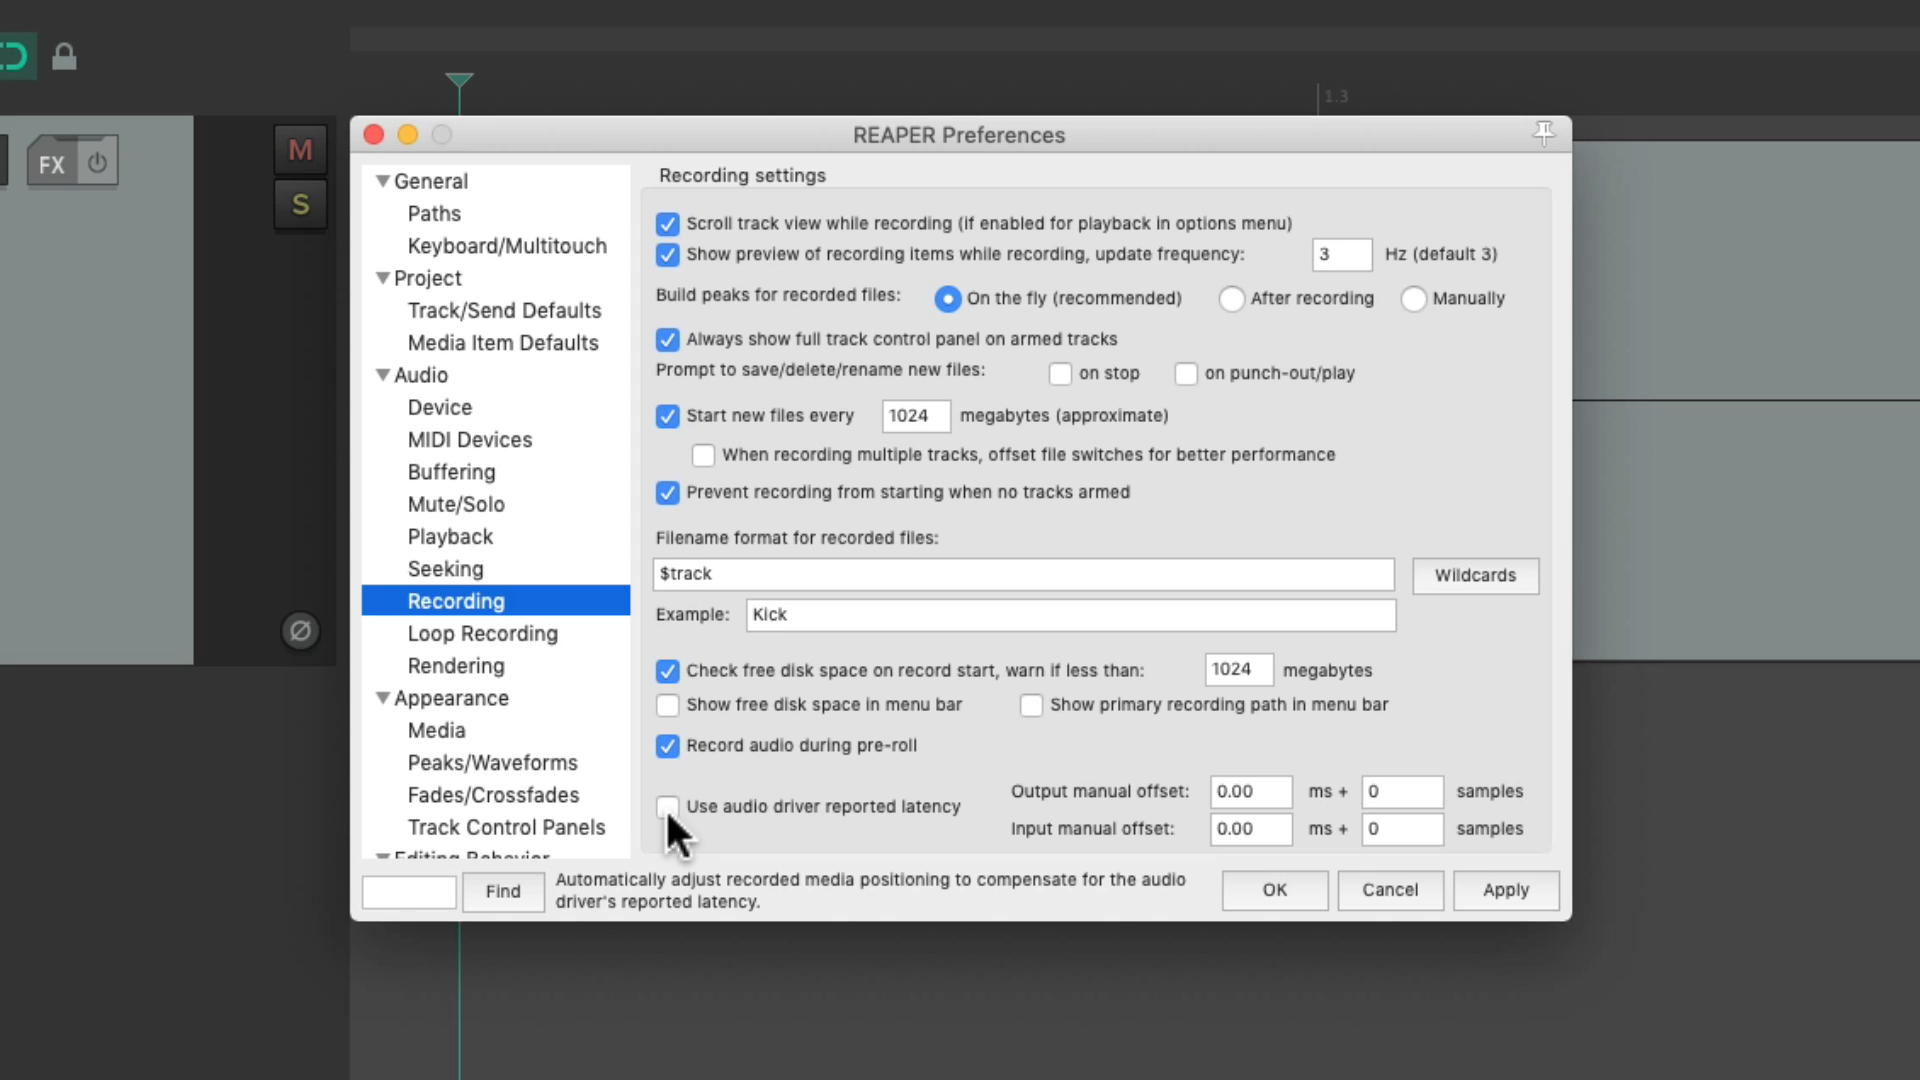 1.3
FX
M
S
REAPER Preferences
General
Paths
Keyboard/Multitouch
Project
Track/Send Defaults
Media Item Defaults
Audio
Device
MIDI Devices
Buffering
Mute/Solo
Playback
Seeking
Recording
Loop Recording
Rendering
Appearance
Media
Peaks/Waveforms
Fades/Crossfades
Track Control Panels
Editing Behavior
Find
Recording settings
Scroll track view while recording (if enabled for playback in options menu)
Show preview of recording items while recording, update frequency: 3 Hz (default 3)
Build peaks for recorded files: On the fly (recommended) After recording Manually
Always show full track control panel on armed tracks
Prompt to save/delete/rename new files: on stop on punch-out/play
Start new files every 1024 megabytes (approximate)
When recording multiple tracks, offset file switches for better performance
Prevent recording from starting when no tracks armed
Filename format for recorded files:
$track Wildcards
Example: Kick
Check free disk space on record start, warn if less than: 1024 megabytes
Show free disk space in menu bar Show primary recording path in menu bar
Record audio during pre-roll
Use audio driver reported latency
Output manual offset: 0.00 ms + 0 samples
Input manual offset: 0.00 ms + 0 samples
Automatically adjust recorded media positioning to compensate for the audio
driver's reported latency.
OK Cancel Apply